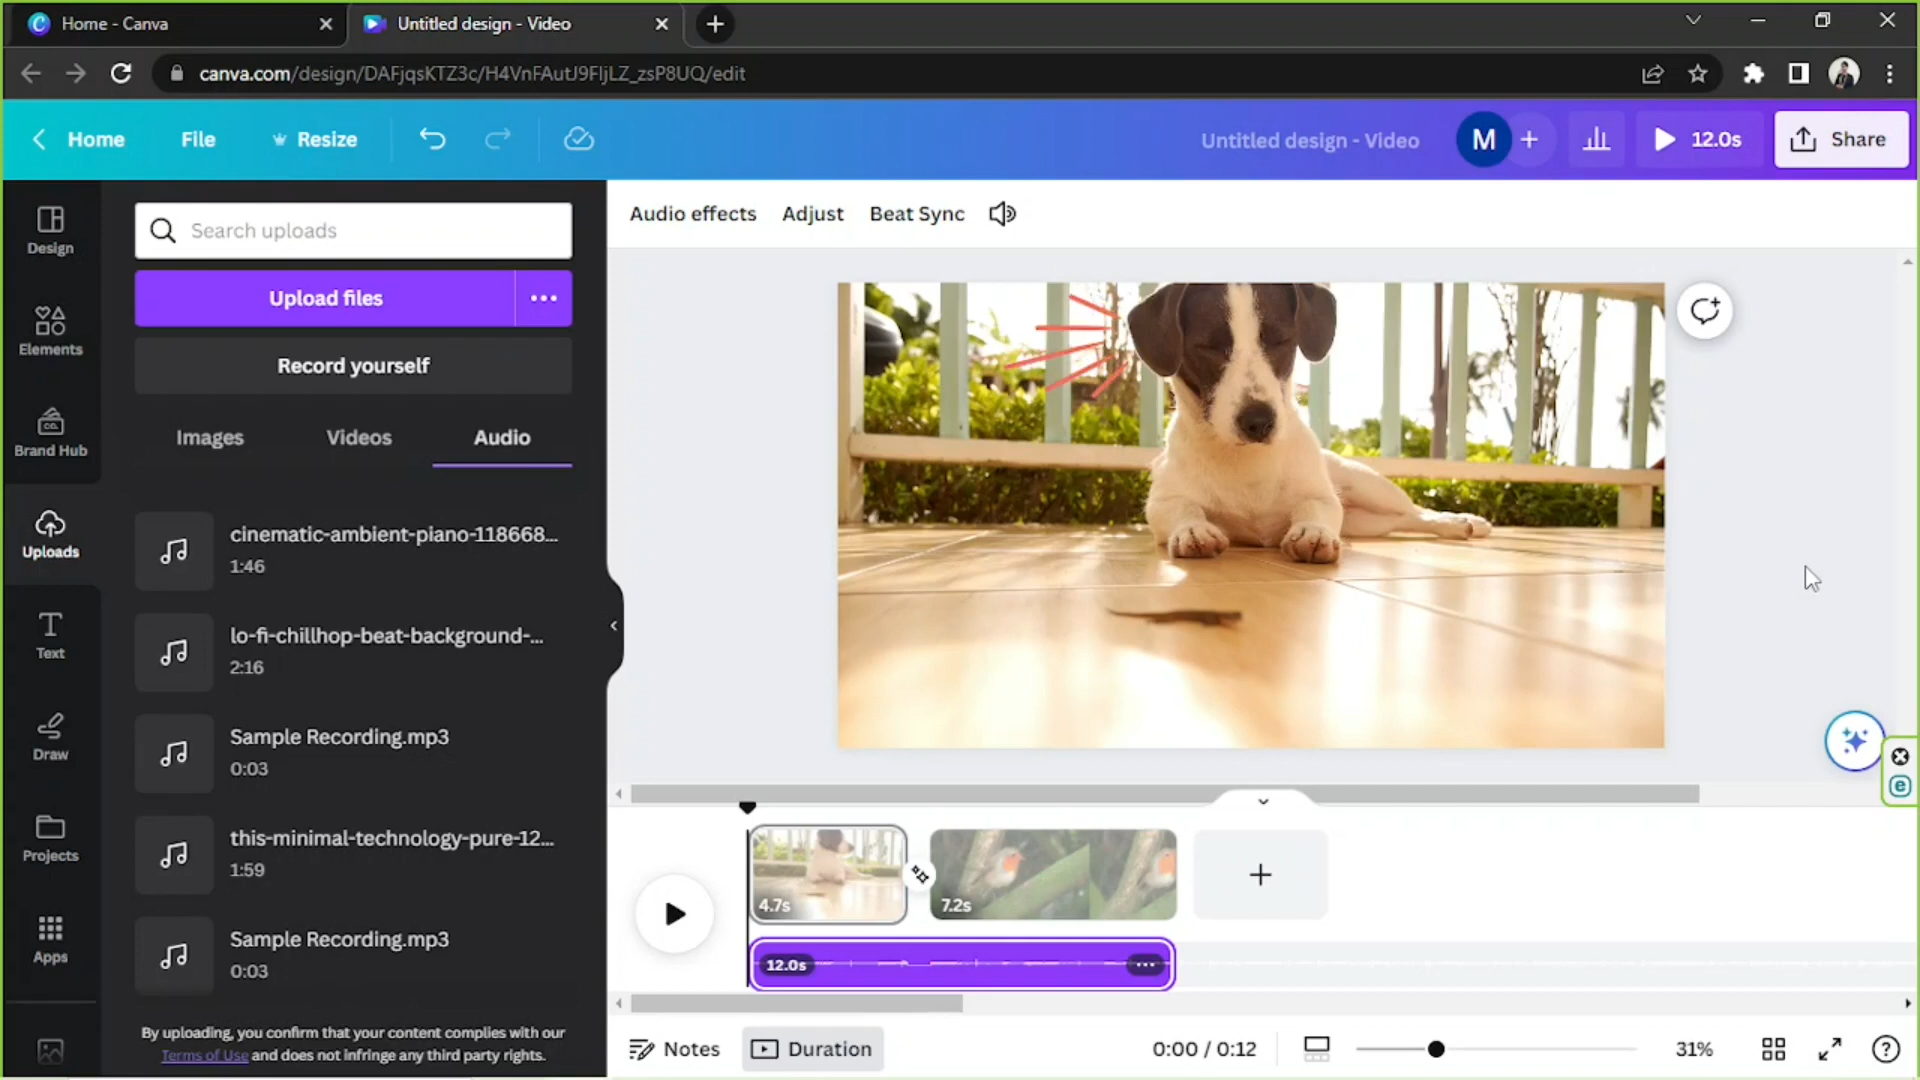 Home - Canva
Untitled design - Video
canva.com/design/DAFjqsKTZ3c/H4VnFAutJ9FIjLZ_zsP8UQ/edit
Home
File
Resize
Untitled design - Video
M
12.0s
Share
Design
Elements
CO.
Brand Hub
Uploads
Text
Draw
Projects
Apps
Search uploads
Upload files
Record yourself
Images
Videos
Audio
cinematic-ambient-piano-118668...
1:46
lo-fi-chillhop-beat-background-...
2:16
Sample Recording.mp3
0:03
this-minimal-technology-pure-12...
1:59
Sample Recording.mp3
0:03
By uploading, you confirm that your content complies with our
Terms of Use and does not infringe any third party rights.
Audio effects
Adjust
Beat Sync
4.7s
7.2s
12.0s
Notes
Duration
0:00 / 0:12
31%